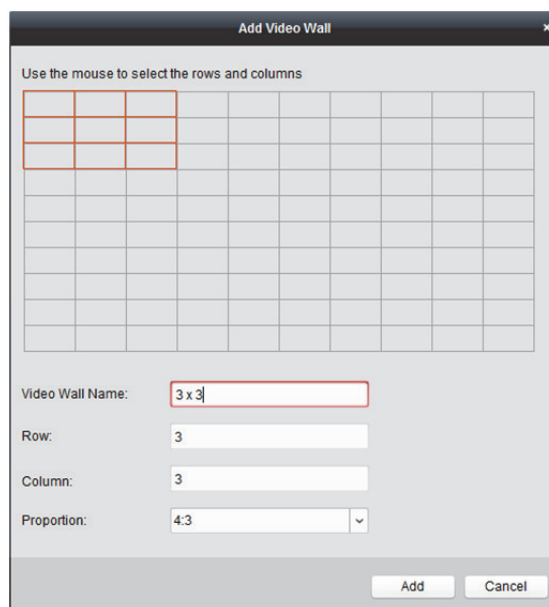 Add Video Wall
Use the mouse to select the rows and columns
Video Wall Name: 3 x 3
Row: 3
Column: 3
Proportion: 4:3
Add Cancel